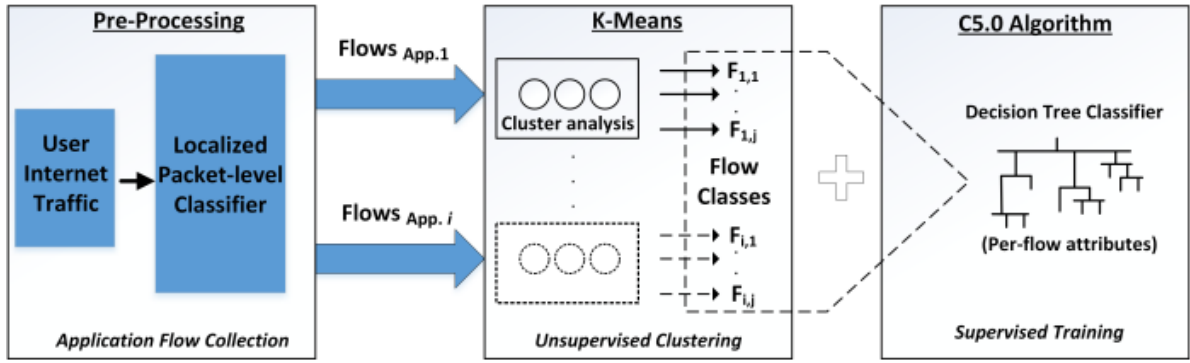 Pre-Processing
User
Internet
Traffic
Localized
Packet-level
Classifier
Application Flow Collection
Flows App.1
Flows App. i
K-Means
Cluster analysis
F1,1
F1,j
Flow
Classes
Fi,1
Fi,j
Unsupervised Clustering
C5.0 Algorithm
Decision Tree Classifier
(Per-flow attributes)
Supervised Training